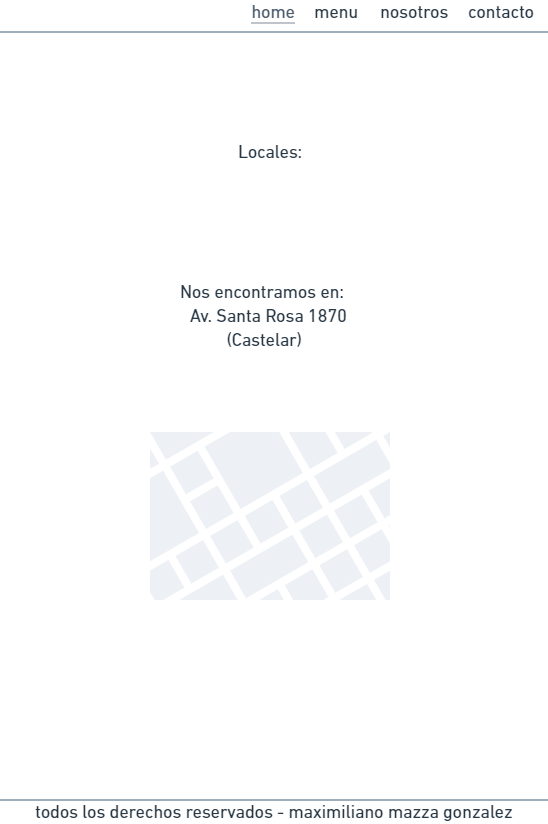 home menu nosotros contacto
Locales:
Nos encontramos en:
Av. Santa Rosa 1870
(Castelar)
todos los derechos reservados - maximiliano mazza gonzalez